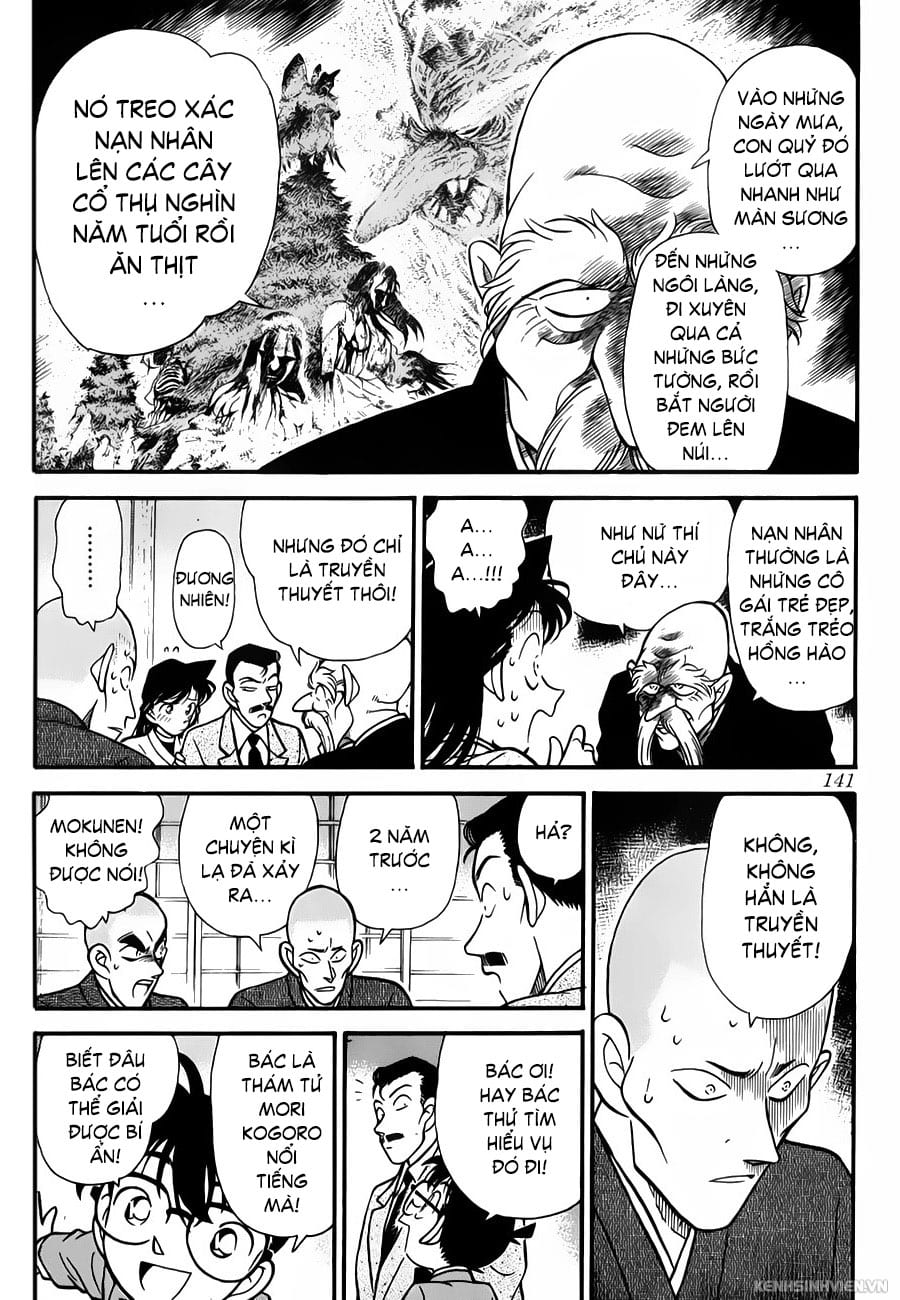 VÀO NHỮNG
NGÀY MƯA,
CON QUỶ ĐÓ
LƯỚT QUA
NHANH NHƯ
MÀN SƯƠNG
...
ĐẾN NHỮNG
NGÔI LÀNG,
ĐI XUYÊN
QUA CẢ
NHỮNG BỨC
TƯỜNG, RỒI
BẮT NGƯỜI
ĐEM LÊN
NÚI...
NÓ TREO XÁC
NẠN NHÂN
LÊN CÁC CÂY
CỔ THỤ NGHÌN
NĂM TUỔI RỒI
ĂN THỊT
...
NẠN NHÂN
THƯỜNG LÀ
NHỮNG CÔ
GÁI TRẺ ĐẸP,
TRẮNG TRẺO
HỒNG HÀO
...
NHƯ NỮ THÍ
CHỦ NÀY
ĐÂY...
A...
A...
A...!!!
NHƯNG ĐÓ CHỈ
LÀ TRUYỀN
THUYẾT THÔI!
ĐƯƠNG
NHIÊN!
........
141
KHÔNG,
KHÔNG
HẲN LÀ
TRUYỀN
THUYẾT!
HẢ?
2 NĂM
TRƯỚC
...
MỘT
CHUYỆN KÌ
LẠ ĐÃ XẢY
RA...
MOKUNEN!
KHÔNG
ĐƯỢC NÓI!
BÁC ƠI!
HAY BÁC
THỬ TÌM
HIỂU VỤ
ĐÓ ĐI!
BÁC LÀ
THÁM TỬ
MORI
KOGORO
NỔI
TIẾNG
MÀ!
BIẾT ĐÂU
BÁC CÓ
THỂ GIẢI
ĐƯỢC BÍ
ẨN!
KENHSINHVIEN.VN